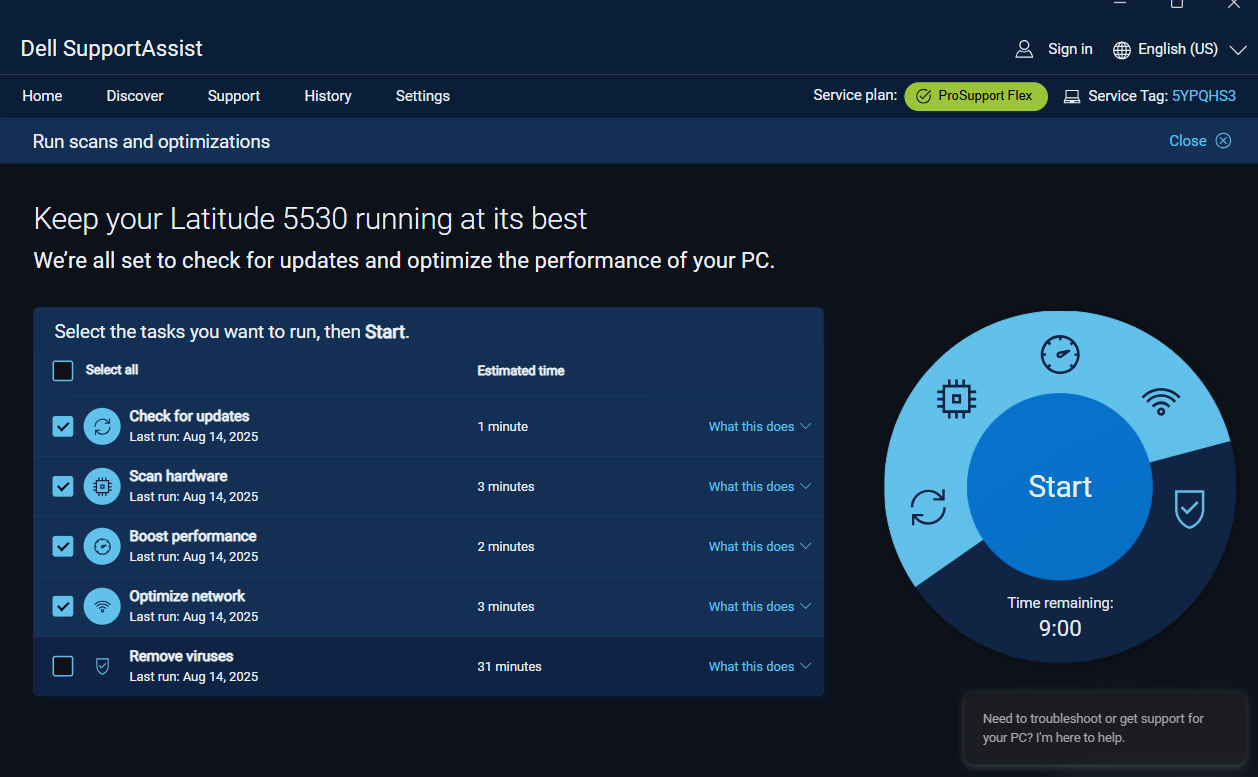 Dell SupportAssist
Sign in
English (US)
Home
Discover
Support
History
Settings
Service plan:
ProSupport Flex
Service Tag: 5YPQHS3
Run scans and optimizations
Close
Keep your Latitude 5530 running at its best
We’re all set to check for updates and optimize the performance of your PC.
Select the tasks you want to run, then Start.
Select all
Estimated time
Check for updates
Last run: Aug 14, 2025
1 minute
What this does
Scan hardware
Last run: Aug 14, 2025
3 minutes
What this does
Boost performance
Last run: Aug 14, 2025
2 minutes
What this does
Optimize network
Last run: Aug 14, 2025
3 minutes
What this does
Remove viruses
Last run: Aug 14, 2025
31 minutes
What this does
Start
Time remaining:
9:00
Need to troubleshoot or get support for
your PC? I'm here to help.